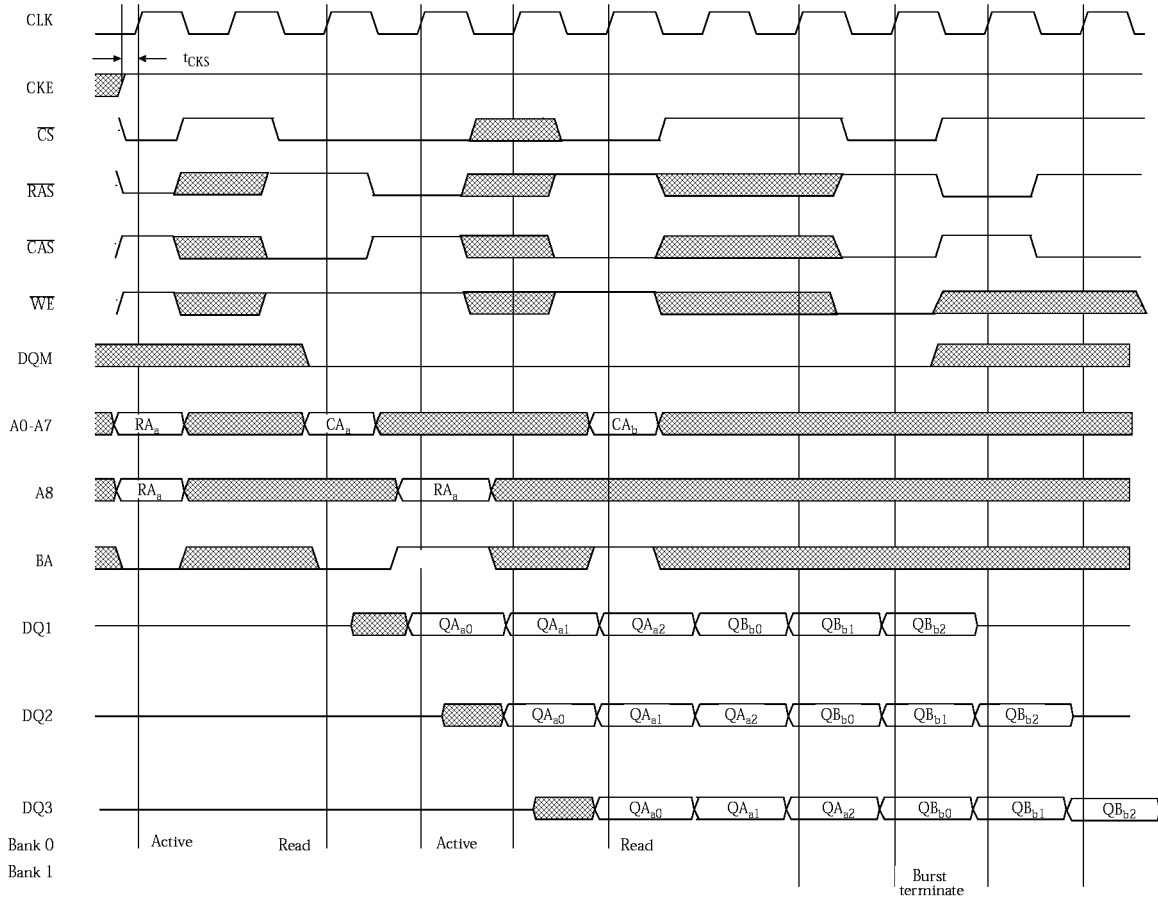 CLK
tCKS
CKE
CS
RAS
CAS
WE
DQM
A0-A7 RAa CAa CAb
A8 RAa RAa
BA
DQ1 QAa0 QAa1 QAa2 QBb0 QBb1 QBb2
DQ2 QAa0 QAa1 QAa2 QBb0 QBb1 QBb2
DQ3 QAa0 QAa1 QAa2 QBb0 QBb1 QBb2
Bank 0 Active Read Active Read
Bank 1 Burst
terminate